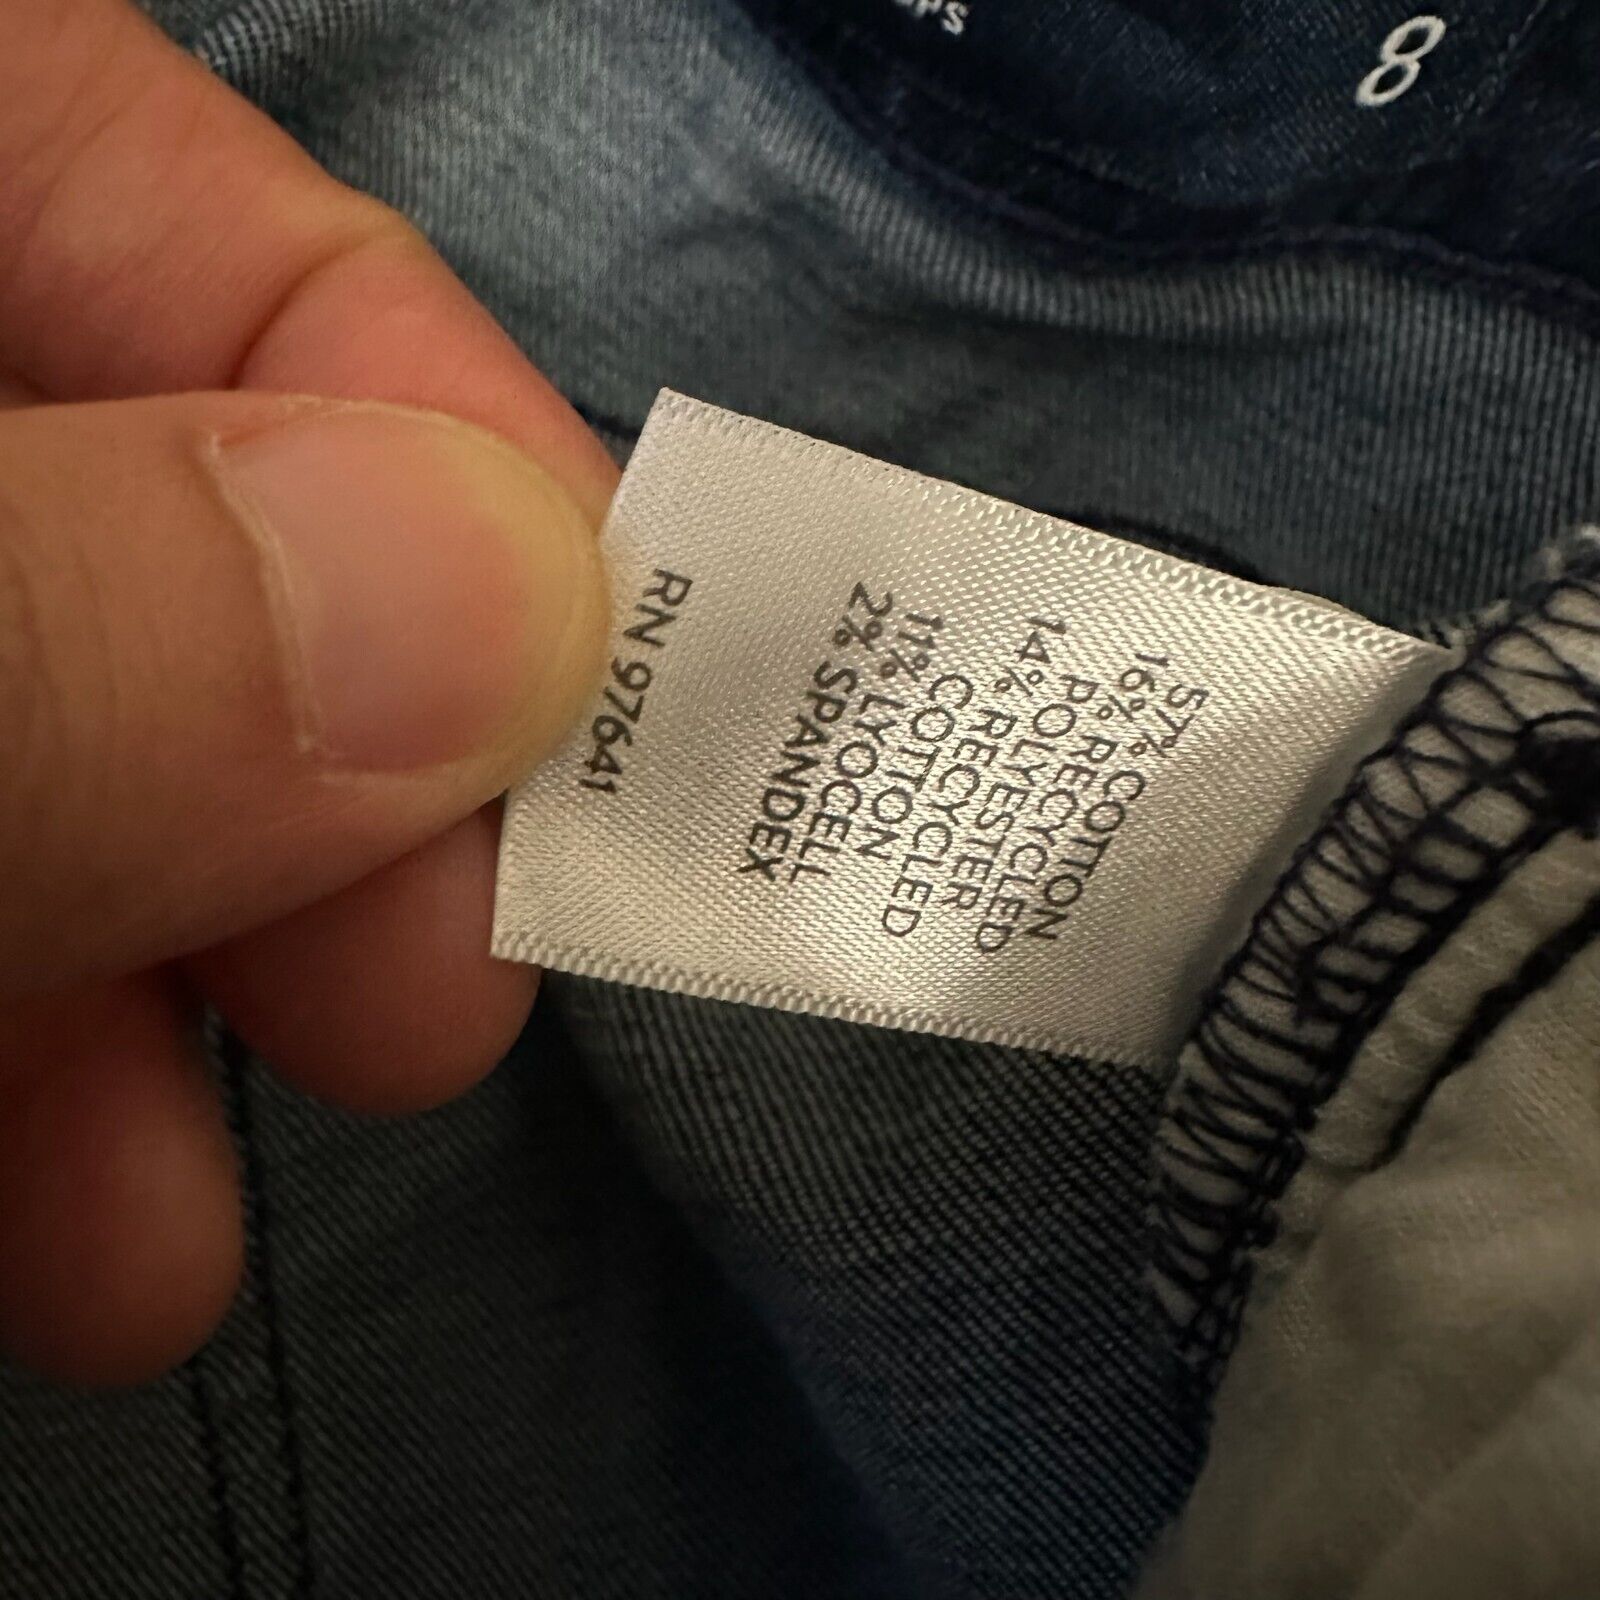 8
57% COTTON
16% RECYCLED
POLYESTER
14% RECYCLED
COTTON
11% LYOCELL
2% SPANDEX
RN 97641